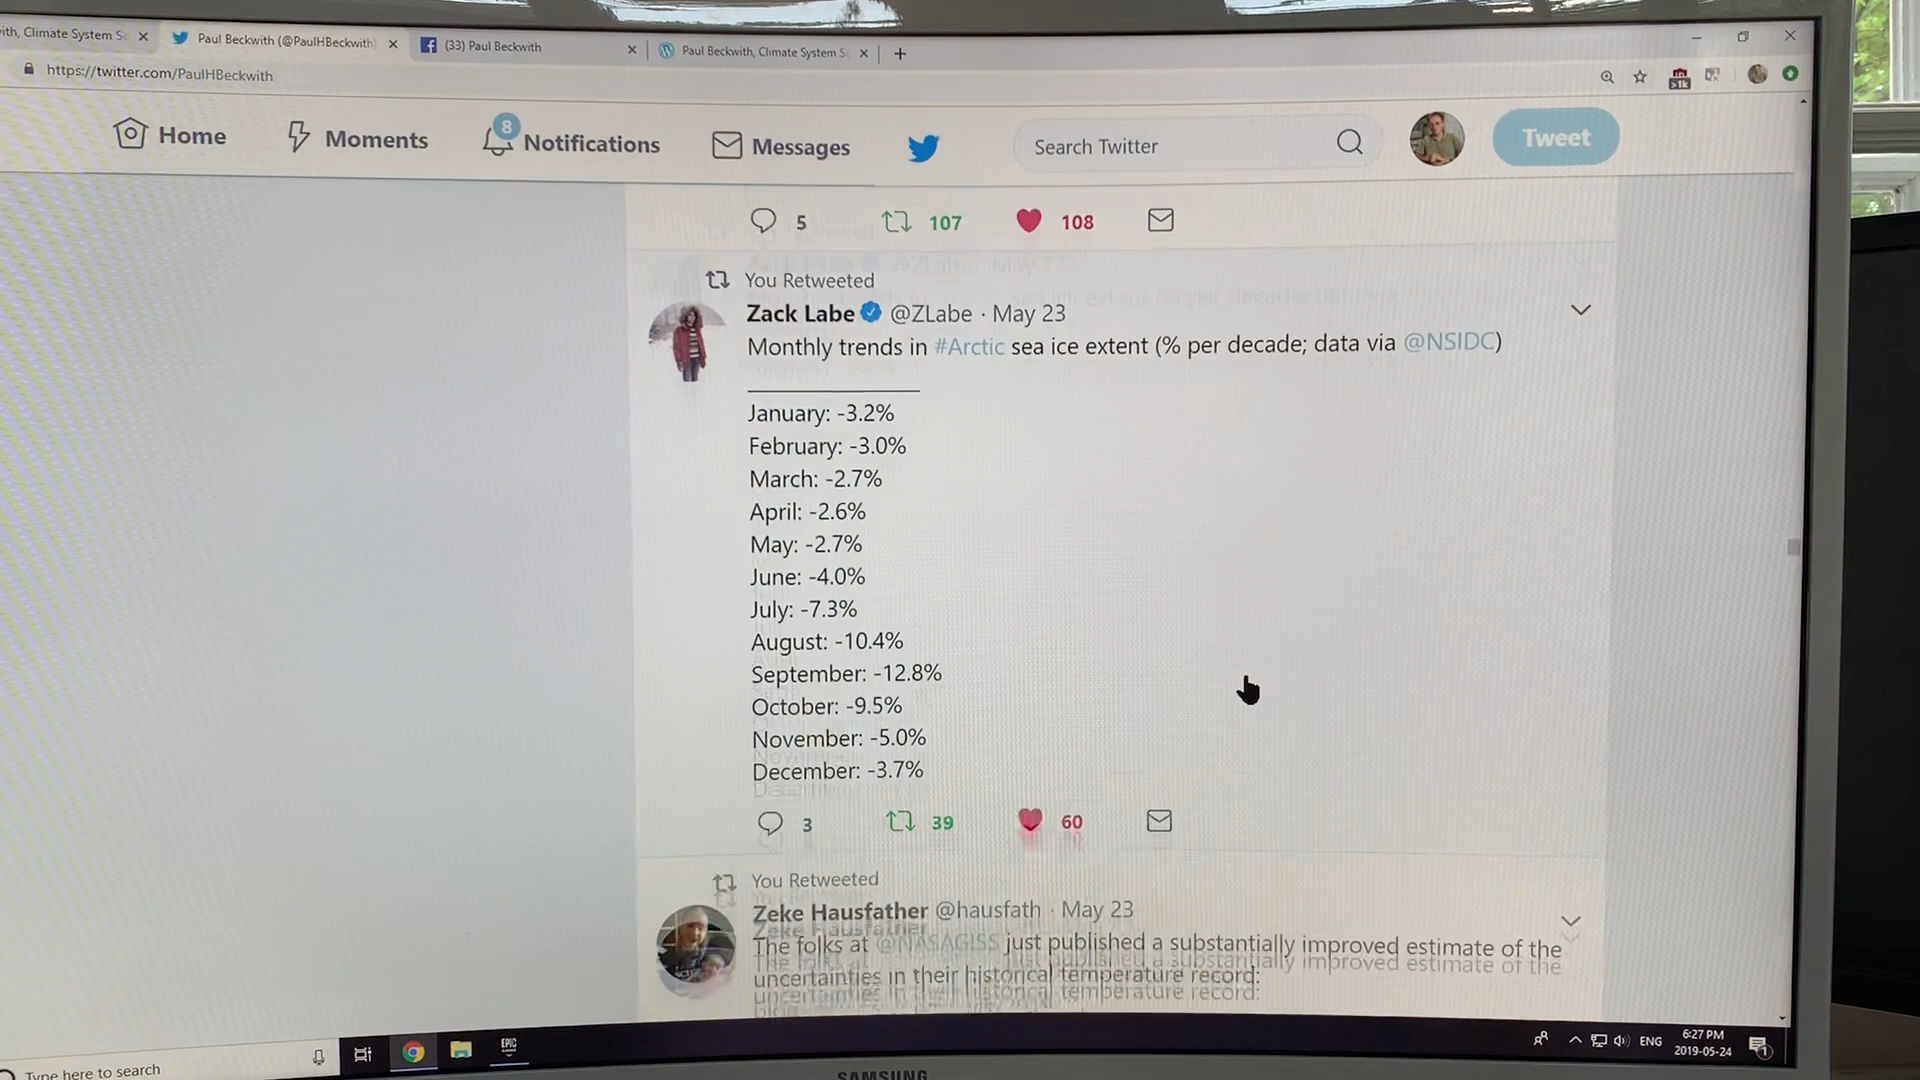 ith, Climate System S
Paul Beckwith (@PaulHBeckwith)
(33) Paul Beckwith
Paul Beckwith, Climate System S
https://twitter.com/PaulHBeckwith
Home
Moments
8
Notifications
Messages
Search Twitter
Tweet
5
107
108
You Retweeted
Zack Labe @ZLabe · May 23
Monthly trends in #Arctic sea ice extent (% per decade; data via @NSIDC)
January: -3.2%
February: -3.0%
March: -2.7%
April: -2.6%
May: -2.7%
June: -4.0%
July: -7.3%
August: -10.4%
September: -12.8%
October: -9.5%
November: -5.0%
December: -3.7%
3
39
60
You Retweeted
Zeke Hausfather @hausfath · May 23
The folks at @NASAGISS just published a substantially improved estimate of the
uncertainties in their historical temperature record:
Type here to search
EPIC
ENG
6:27 PM
2019-05-24
1
SAMSUNG